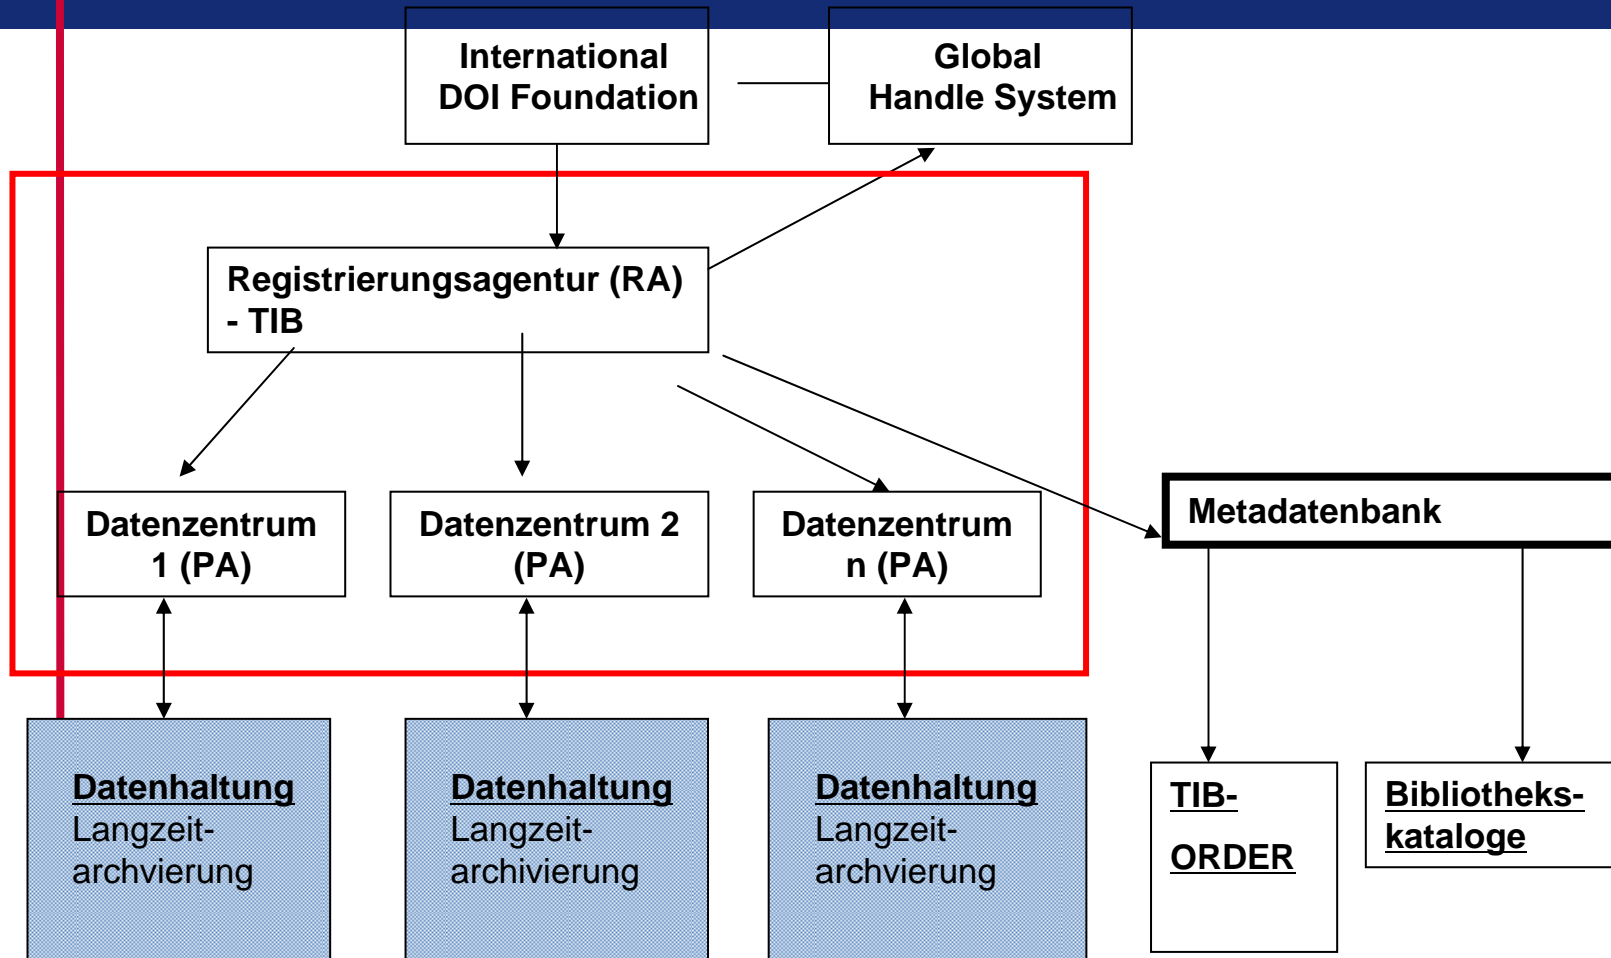 International
DOI Foundation
Global
Handle System
Registrierungsagentur (RA)
- TIB
Datenzentrum
1 (PA)
Datenzentrum 2
(PA)
Datenzentrum
n (PA)
Metadatenbank
Datenhaltung
Langzeit-
archvierung
Datenhaltung
Langzeit-
archivierung
Datenhaltung
Langzeit-
archvierung
TIB-
ORDER
Bibliotheks-
kataloge